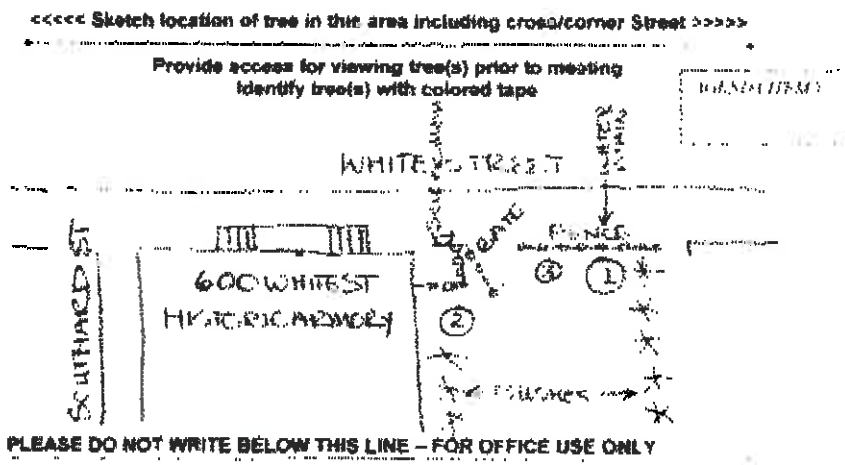 <<<<< Sketch location of tree in this area including cross/corner Street >>>>>
Provide access for viewing tree(s) prior to meeting
Identify tree(s) with colored tape
WHITE STREET
SOUTHARD ST
GATE
FENCE
600 WHITE ST
HISTORIC ARMORY
③
①
②
BUSHES
PLEASE DO NOT WRITE BELOW THIS LINE – FOR OFFICE USE ONLY